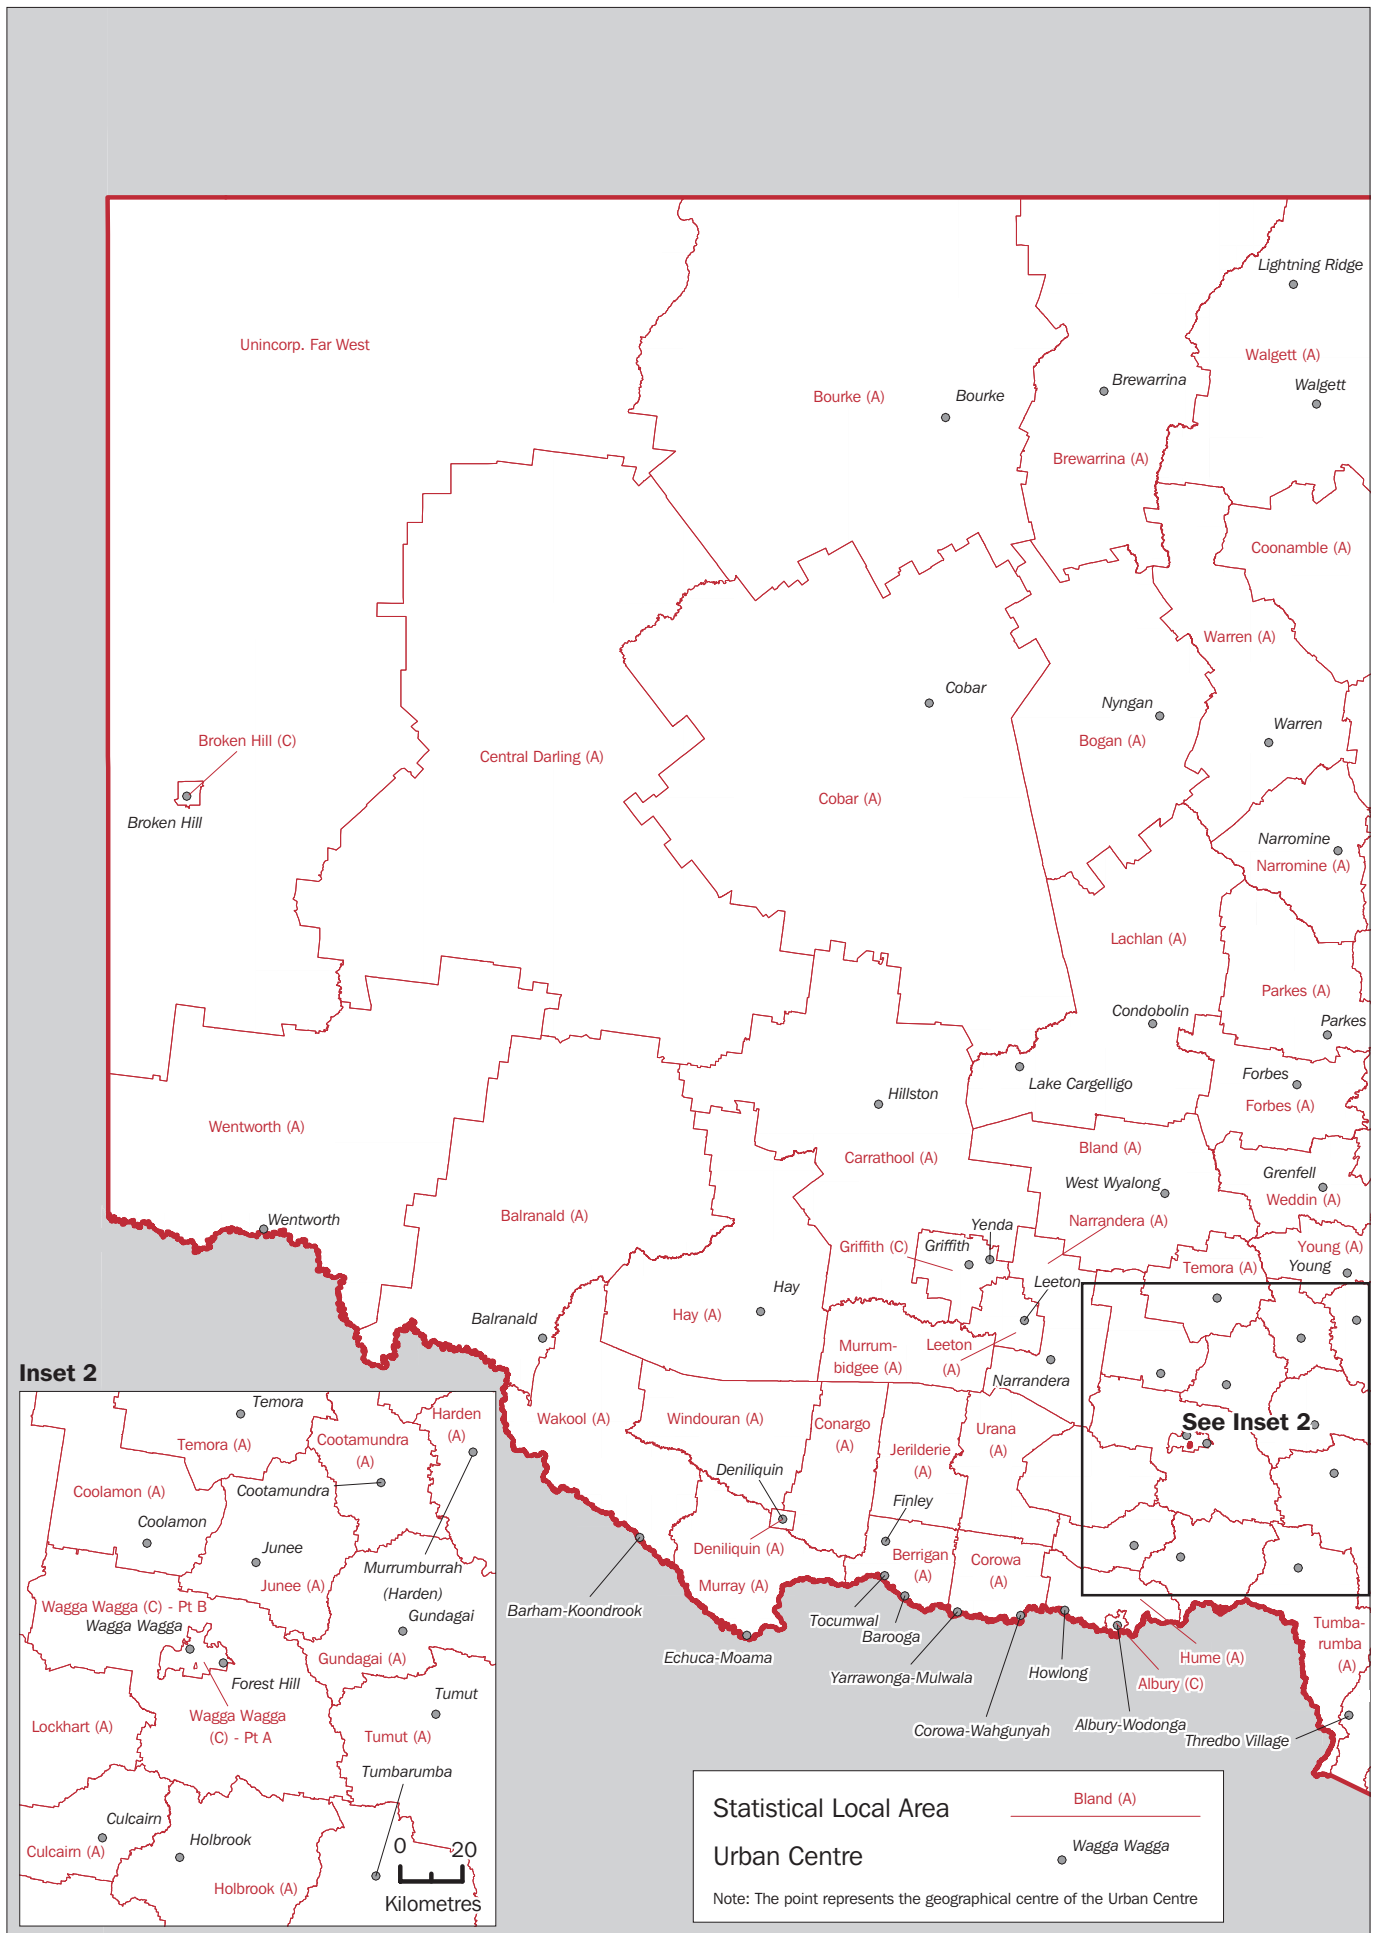 Lightning Ridge
Unincorp. Far West
Walgett (A)
Brewarrina
Walgett
Bourke (A)
Bourke
Brewarrina (A)
Coonamble (A)
Warren (A)
Cobar
Nyngan
Warren
Broken Hill (C)
Bogan (A)
Central Darling (A)
Cobar (A)
Broken Hill
Narromine
Narromine (A)
Lachlan (A)
Parkes (A)
Condobolin
Parkes
Forbes
Lake Cargelligo
Hillston
Forbes (A)
Wentworth (A)
Bland (A)
Carrathool (A)
Grenfell
West Wyalong
Weddin (A)
Balranald (A)
Wentworth
Narrandera (A)
Yenda
Griffith (C)
Griffith
Young (A)
Young
Temora (A)
Leeton
Hay
Hay (A)
Balranald
Murrum-
bidgee (A)
Leeton
(A)
Narrandera
Wakool (A)
Windouran (A)
Conargo
(A)
Urana
(A)
See Inset 2
Jerilderie
(A)
Deniliquin
Finley
Deniliquin (A)
Berrigan
(A)
Corowa
(A)
Murray (A)
Barham-Koondrook
Tocumwal
Barooga
Echuca-Moama
Yarrawonga-Mulwala
Howlong
Hume (A)
Albury (C)
Tumba-
rumba
(A)
Corowa-Wahgunyah
Albury-Wodonga
Thredbo Village
Inset 2
Temora
Harden
(A)
Temora (A)
Cootamundra
(A)
Coolamon (A)
Cootamundra
Coolamon
Junee
Murrumburrah
(Harden)
Junee (A)
Wagga Wagga (C) - Pt B
Wagga Wagga
Gundagai
Gundagai (A)
Forest Hill
Tumut
Wagga Wagga
(C) - Pt A
Lockhart (A)
Tumut (A)
Tumbarumba
Culcairn
Holbrook
Culcairn (A)
Holbrook (A)
0 20
Kilometres
Statistical Local Area
Bland (A)
Urban Centre
Wagga Wagga
Note: The point represents the geographical centre of the Urban Centre